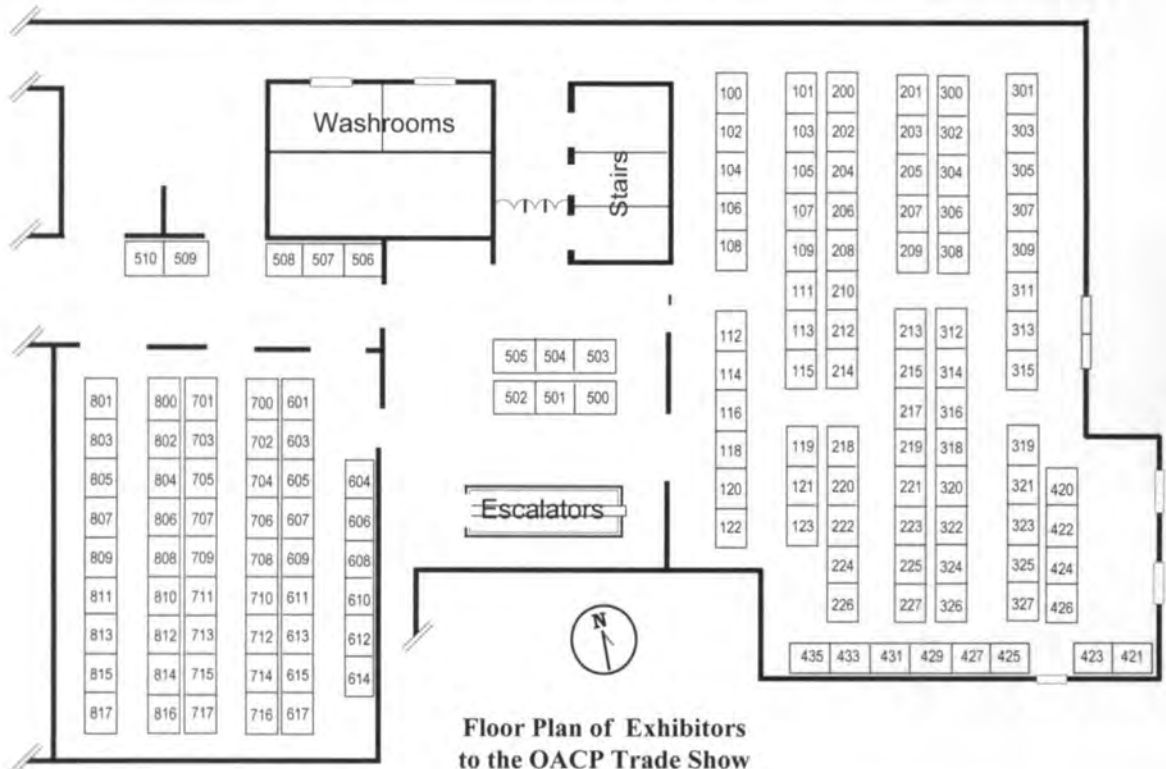 100 101 200 201 300 301
Washrooms
102 103 202 203 302 303
104 105 204 205 304 305
Stairs
106 107 206 207 306 307
108 109 208 209 308 309
510 509 508 507 506
111 210 311
112 113 212 213 312 313
505 504 503
114 115 214 215 314 315
502 501 500
801 800 701 700 601
116 217 316
803 802 703 702 603
118 119 218 219 318 319
805 804 705 704 605 604
120 121 220 221 320 321 420
Escalators
807 806 707 706 607 606
122 123 222 223 322 323 422
809 808 709 708 609 608
224 225 324 325 424
811 810 711 710 611 610
226 227 326 327 426
N
813 812 713 712 613 612
435 433 431 429 427 425 423 421
815 814 715 714 615 614
817 816 717 716 617
Floor Plan of Exhibitors
to the OACP Trade Show